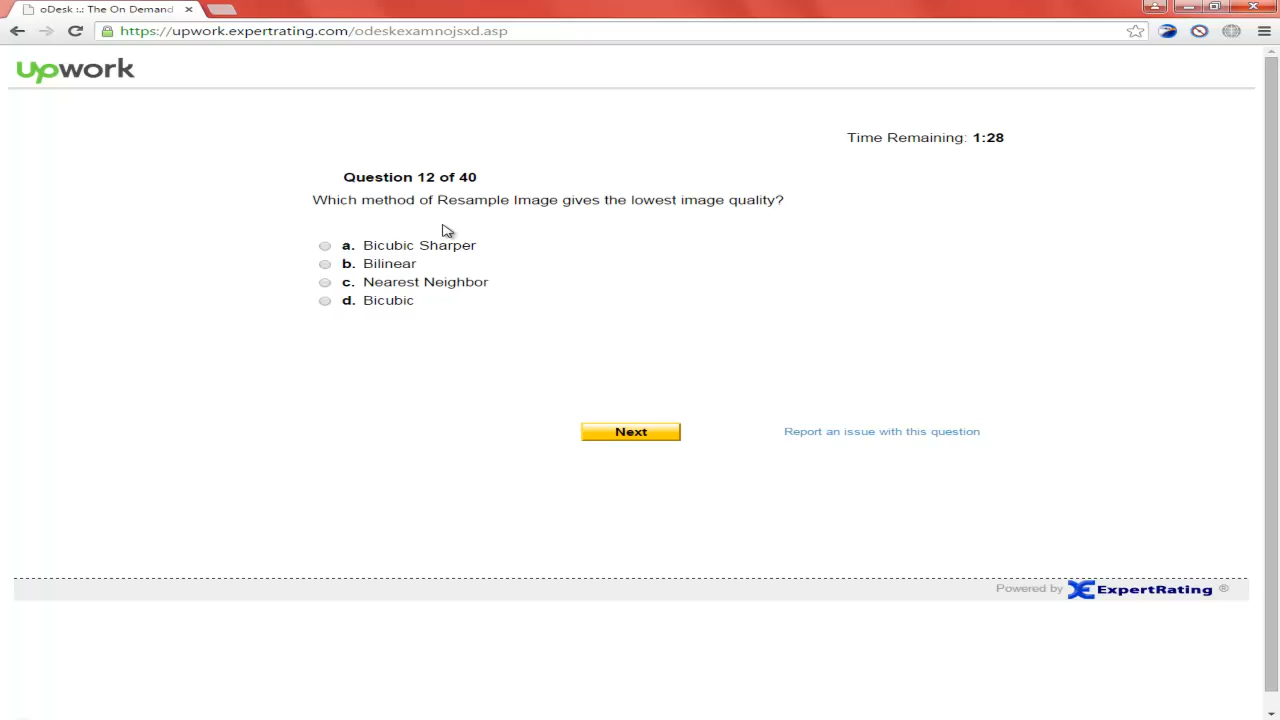 oDesk :.: The On Demand
https://upwork.expertrating.com/odeskexamnojsxd.asp
Upwork
Time Remaining: 1:28
Question 12 of 40
Which method of Resample Image gives the lowest image quality?
a. Bicubic Sharper
b. Bilinear
c. Nearest Neighbor
d. Bicubic
Next
Report an issue with this question
Powered by ExpertRating ®